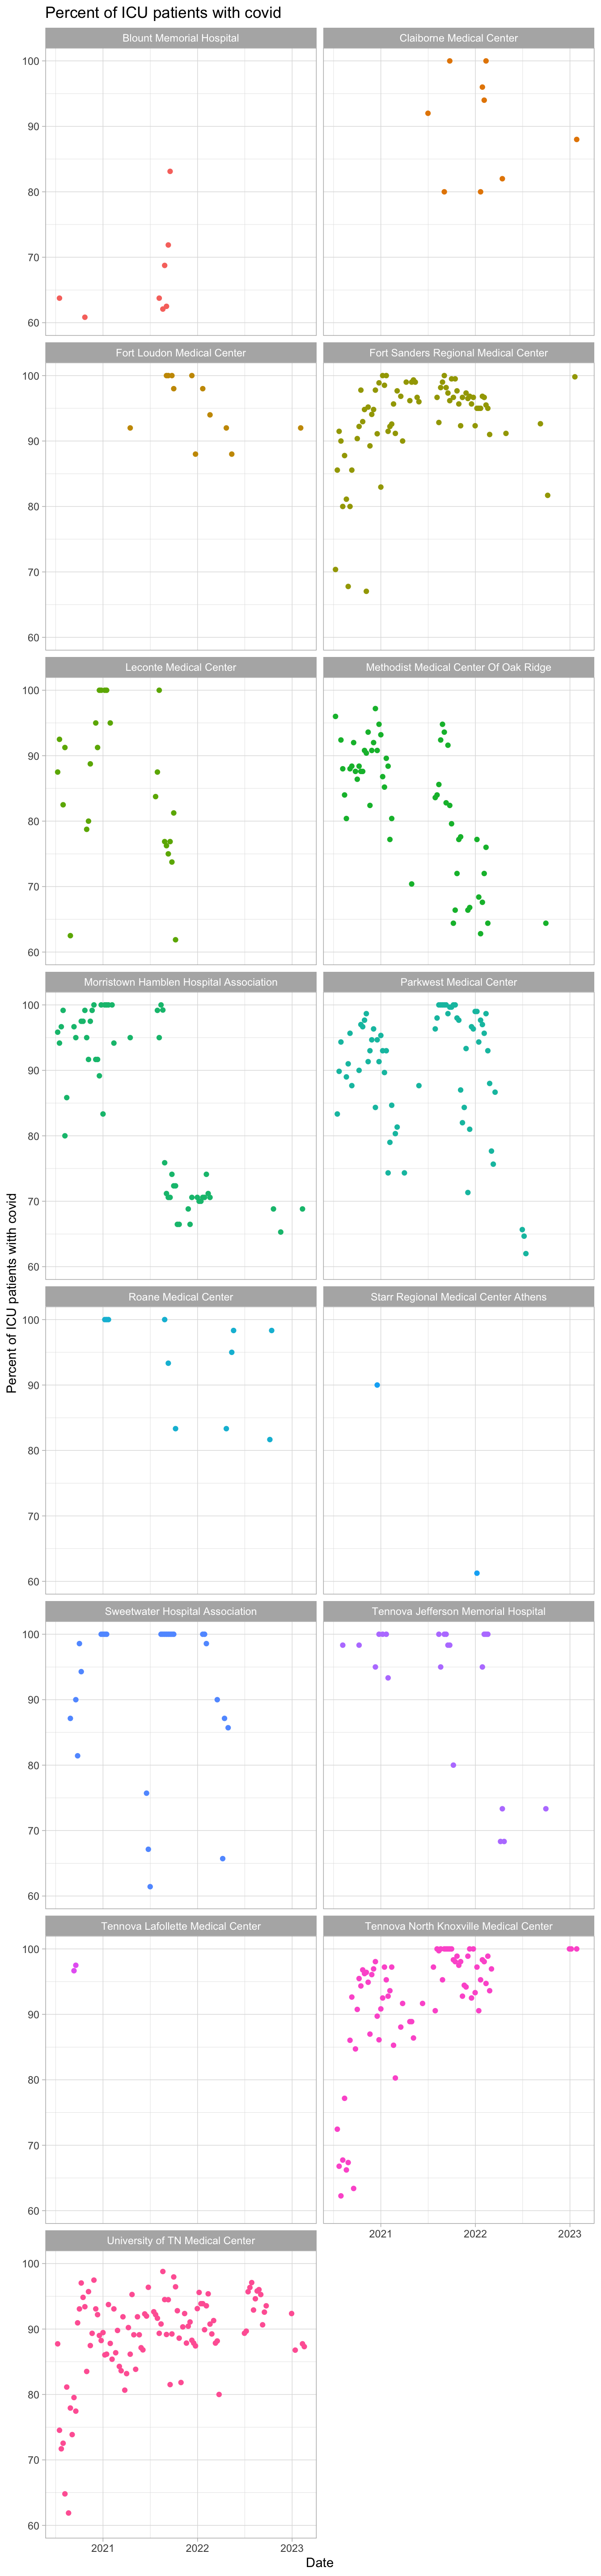 Percent of ICU patients with covid
Blount Memorial Hospital
Claiborne Medical Center
100
90
80
70
60
Fort Loudon Medical Center
Fort Sanders Regional Medical Center
100
90
80
70
60
Leconte Medical Center
Methodist Medical Center Of Oak Ridge
100
90
80
70
60
Morristown Hamblen Hospital Association
Parkwest Medical Center
100
90
80
70
60
Percent of ICU patients witth covid
Roane Medical Center
Starr Regional Medical Center Athens
100
90
80
70
60
Sweetwater Hospital Association
Tennova Jefferson Memorial Hospital
100
90
80
70
60
Tennova Lafollette Medical Center
Tennova North Knoxville Medical Center
100
90
80
70
60
2021 2022 2023
University of TN Medical Center
100
90
80
70
60
2021 2022 2023
Date